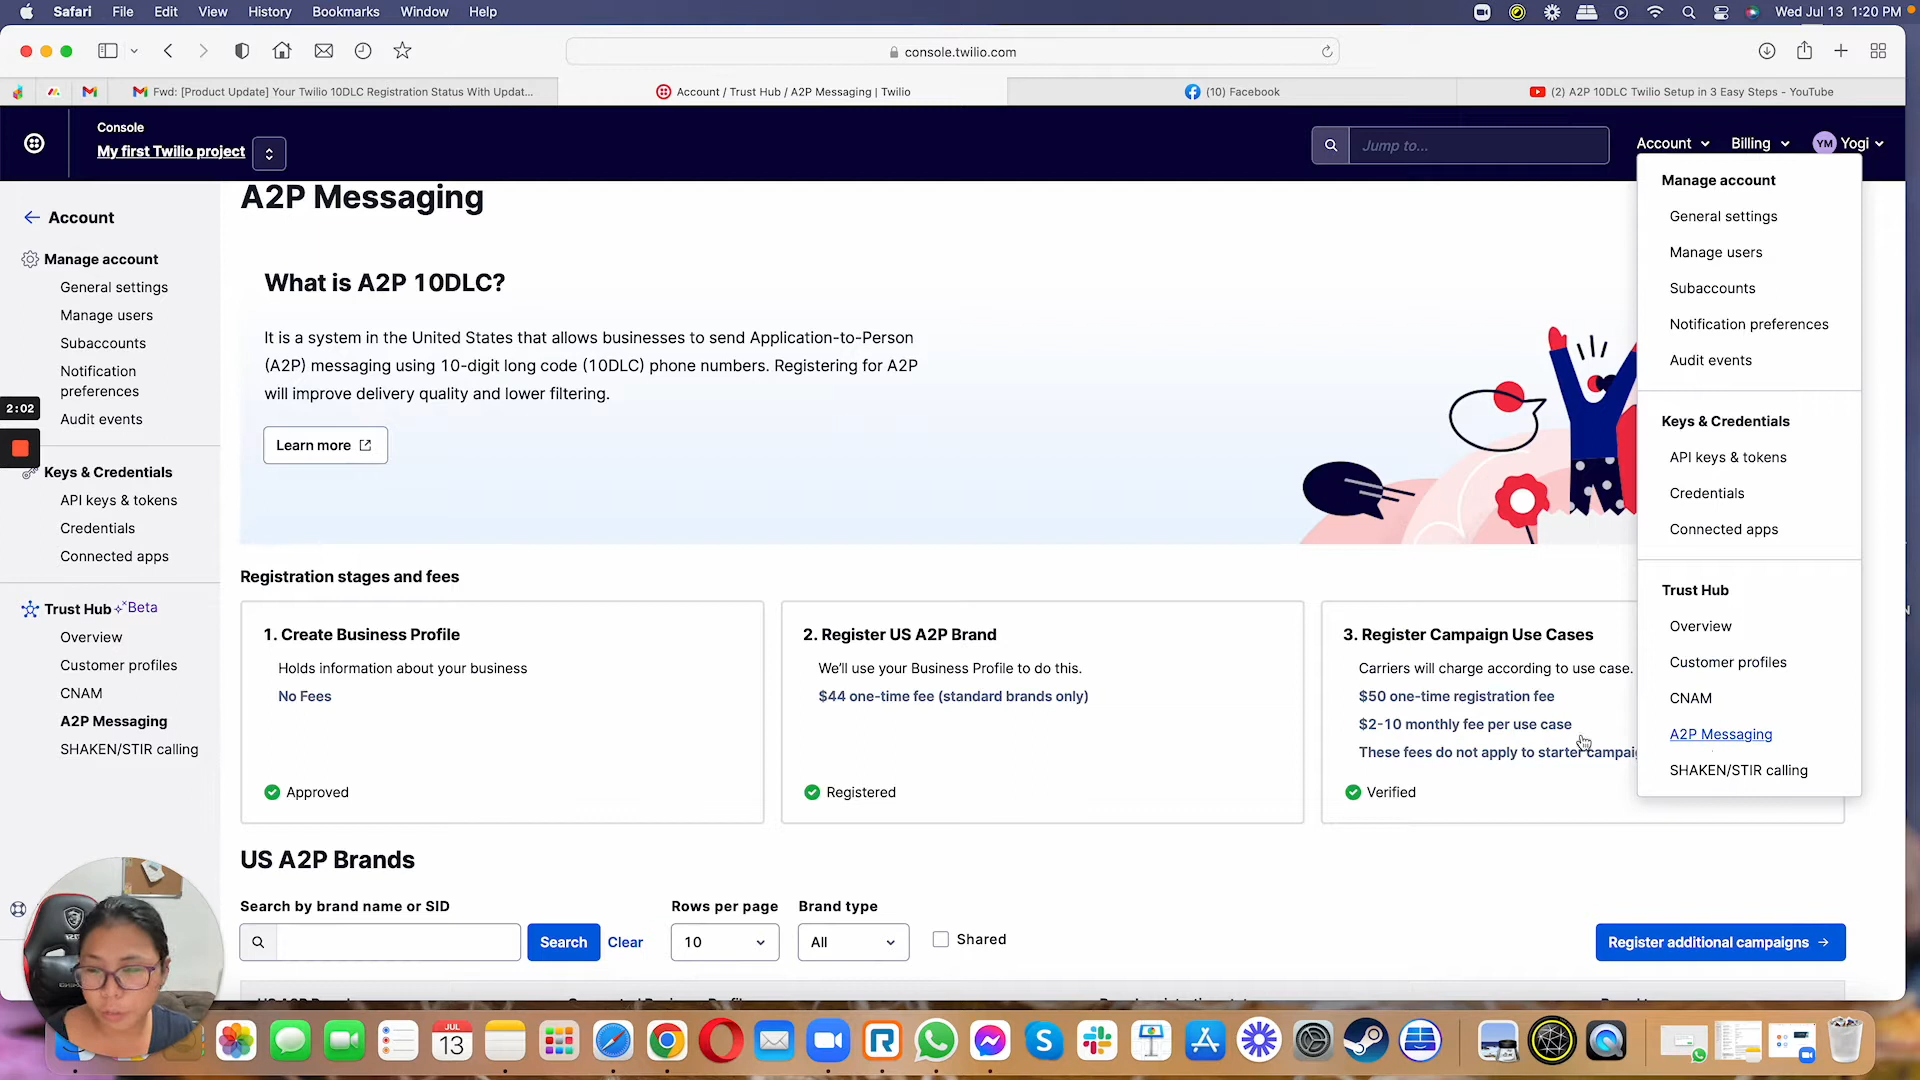 Safari File Edit View History Bookmarks Window Help
Wed Jul 13 1:20 PM
console.twilio.com
Fwd: [Product Update] Your Twilio 10DLC Registration Status With Updat...
Account / Trust Hub / A2P Messaging | Twilio
(10) Facebook
(2) A2P 10DLC Twilio Setup in 3 Easy Steps - YouTube
Console
My first Twilio project
Jump to...
Account
Billing
YM Yogi
Account
Manage account
General settings
Manage users
Subaccounts
Notification
preferences
Audit events
2:02
Keys & Credentials
API keys & tokens
Credentials
Connected apps
Trust Hub Beta
Overview
Customer profiles
CNAM
A2P Messaging
SHAKEN/STIR calling
A2P Messaging
What is A2P 10DLC?
It is a system in the United States that allows businesses to send Application-to-Person
(A2P) messaging using 10-digit long code (10DLC) phone numbers. Registering for A2P
will improve delivery quality and lower filtering.
Learn more
Registration stages and fees
1. Create Business Profile
Holds information about your business
No Fees
Approved
2. Register US A2P Brand
We'll use your Business Profile to do this.
$44 one-time fee (standard brands only)
Registered
3. Register Campaign Use Cases
Carriers will charge according to use case.
$50 one-time registration fee
$2-10 monthly fee per use case
These fees do not apply to starter campai
Verified
Manage account
General settings
Manage users
Subaccounts
Notification preferences
Audit events
Keys & Credentials
API keys & tokens
Credentials
Connected apps
Trust Hub
Overview
Customer profiles
CNAM
A2P Messaging
SHAKEN/STIR calling
US A2P Brands
Search by brand name or SID
Rows per page
Brand type
Search
Clear
10
All
Shared
Register additional campaigns
JUL
13